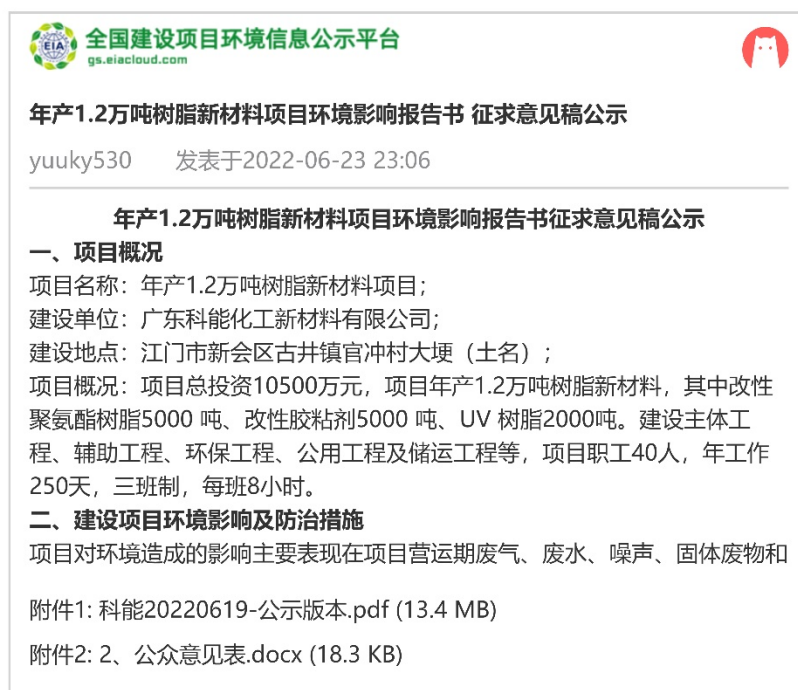 EIA
全国建设项目环境信息公示平台
gs.eiacloud.com
年产1.2万吨树脂新材料项目环境影响报告书 征求意见稿公示
yuuky530 发表于2022-06-23 23:06
年产1.2万吨树脂新材料项目环境影响报告书征求意见稿公示
一、项目概况
项目名称：年产1.2万吨树脂新材料项目；
建设单位：广东科能化工新材料有限公司；
建设地点：江门市新会区古井镇官冲村大埂（土名）；
项目概况：项目总投资10500万元，项目年产1.2万吨树脂新材料，其中改性
聚氨酯树脂5000 吨、改性胶粘剂5000 吨、UV 树脂2000吨。建设主体工
程、辅助工程、环保工程、公用工程及储运工程等，项目职工40人，年工作
250天，三班制，每班8小时。
二、建设项目环境影响及防治措施
项目对环境造成的影响主要表现在项目营运期废气、废水、噪声、固体废物和
附件1: 科能20220619-公示版本.pdf (13.4 MB)
附件2: 2、公众意见表.docx (18.3 KB)